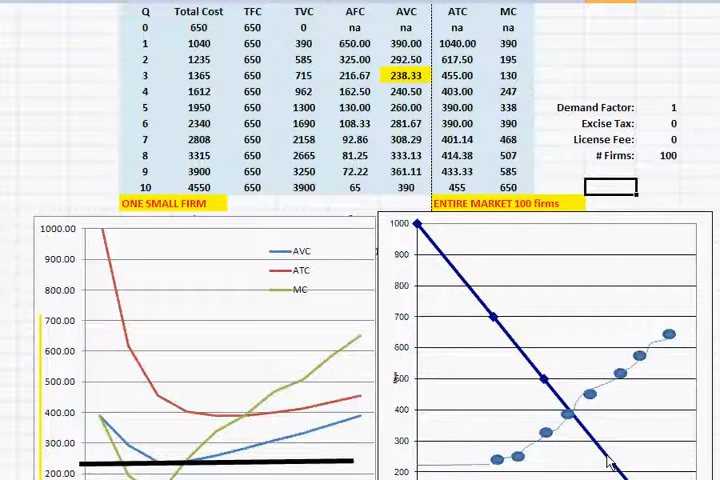 Q Total Cost TFC TVC AFC AVC ATC MC
0 650 650 0 na na na na
1 1040 650 390 650.00 390.00 1040.00 390
2 1235 650 585 325.00 292.50 617.50 195
3 1365 650 715 216.67 238.33 455.00 130
4 1612 650 962 162.50 240.50 403.00 247
5 1950 650 1300 130.00 260.00 390.00 338
6 2340 650 1690 108.33 281.67 390.00 390
7 2808 650 2158 92.86 308.29 401.14 468
8 3315 650 2665 81.25 333.13 414.38 507
9 3900 650 3250 72.22 361.11 433.33 585
10 4550 650 3900 65 390 455 650
Demand Factor: 1
Excise Tax: 0
License Fee: 0
# Firms: 100
ONE SMALL FIRM
ENTIRE MARKET 100 firms
1000.00
900.00
800.00
700.00
600.00
500.00
400.00
300.00
200.00
AVC
ATC
MC
1000
900
800
700
600
500
400
300
200